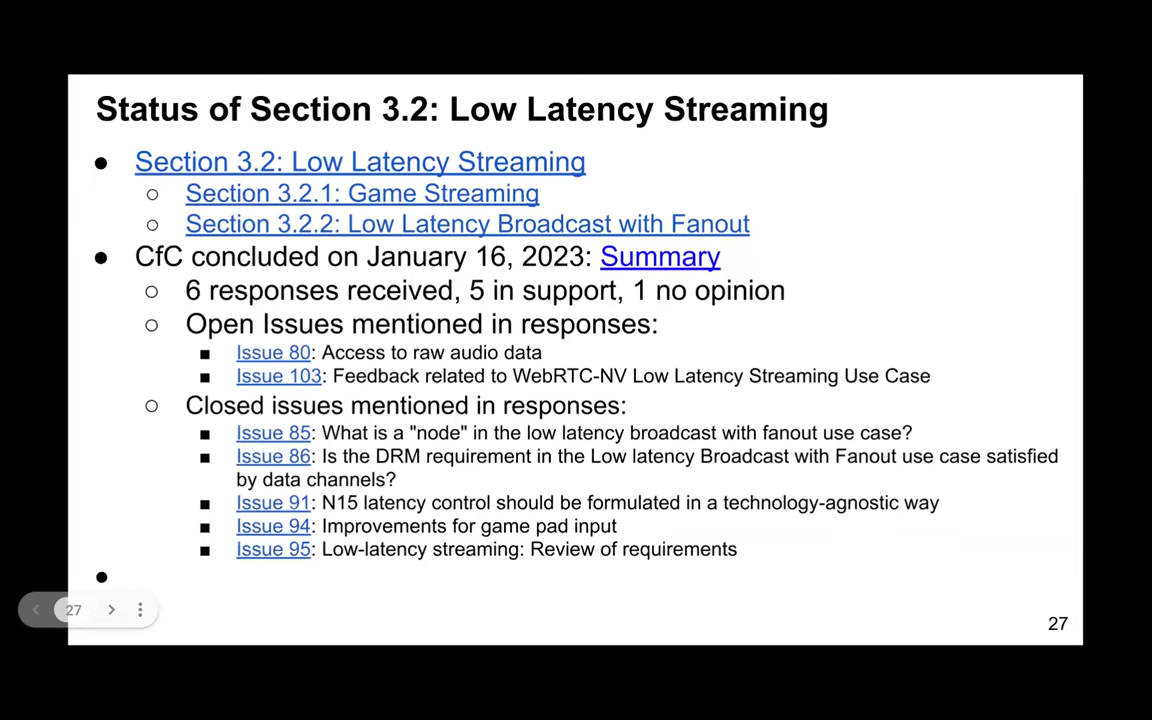 Status of Section 3.2: Low Latency Streaming
● Section 3.2: Low Latency Streaming
○ Section 3.2.1: Game Streaming
○ Section 3.2.2: Low Latency Broadcast with Fanout
● CfC concluded on January 16, 2023: Summary
○ 6 responses received, 5 in support, 1 no opinion
○ Open Issues mentioned in responses:
■ Issue 80: Access to raw audio data
■ Issue 103: Feedback related to WebRTC-NV Low Latency Streaming Use Case
○ Closed issues mentioned in responses:
■ Issue 85: What is a "node" in the low latency broadcast with fanout use case?
■ Issue 86: Is the DRM requirement in the Low latency Broadcast with Fanout use case satisfied
by data channels?
■ Issue 91: N15 latency control should be formulated in a technology-agnostic way
■ Issue 94: Improvements for game pad input
■ Issue 95: Low-latency streaming: Review of requirements
●
27
27